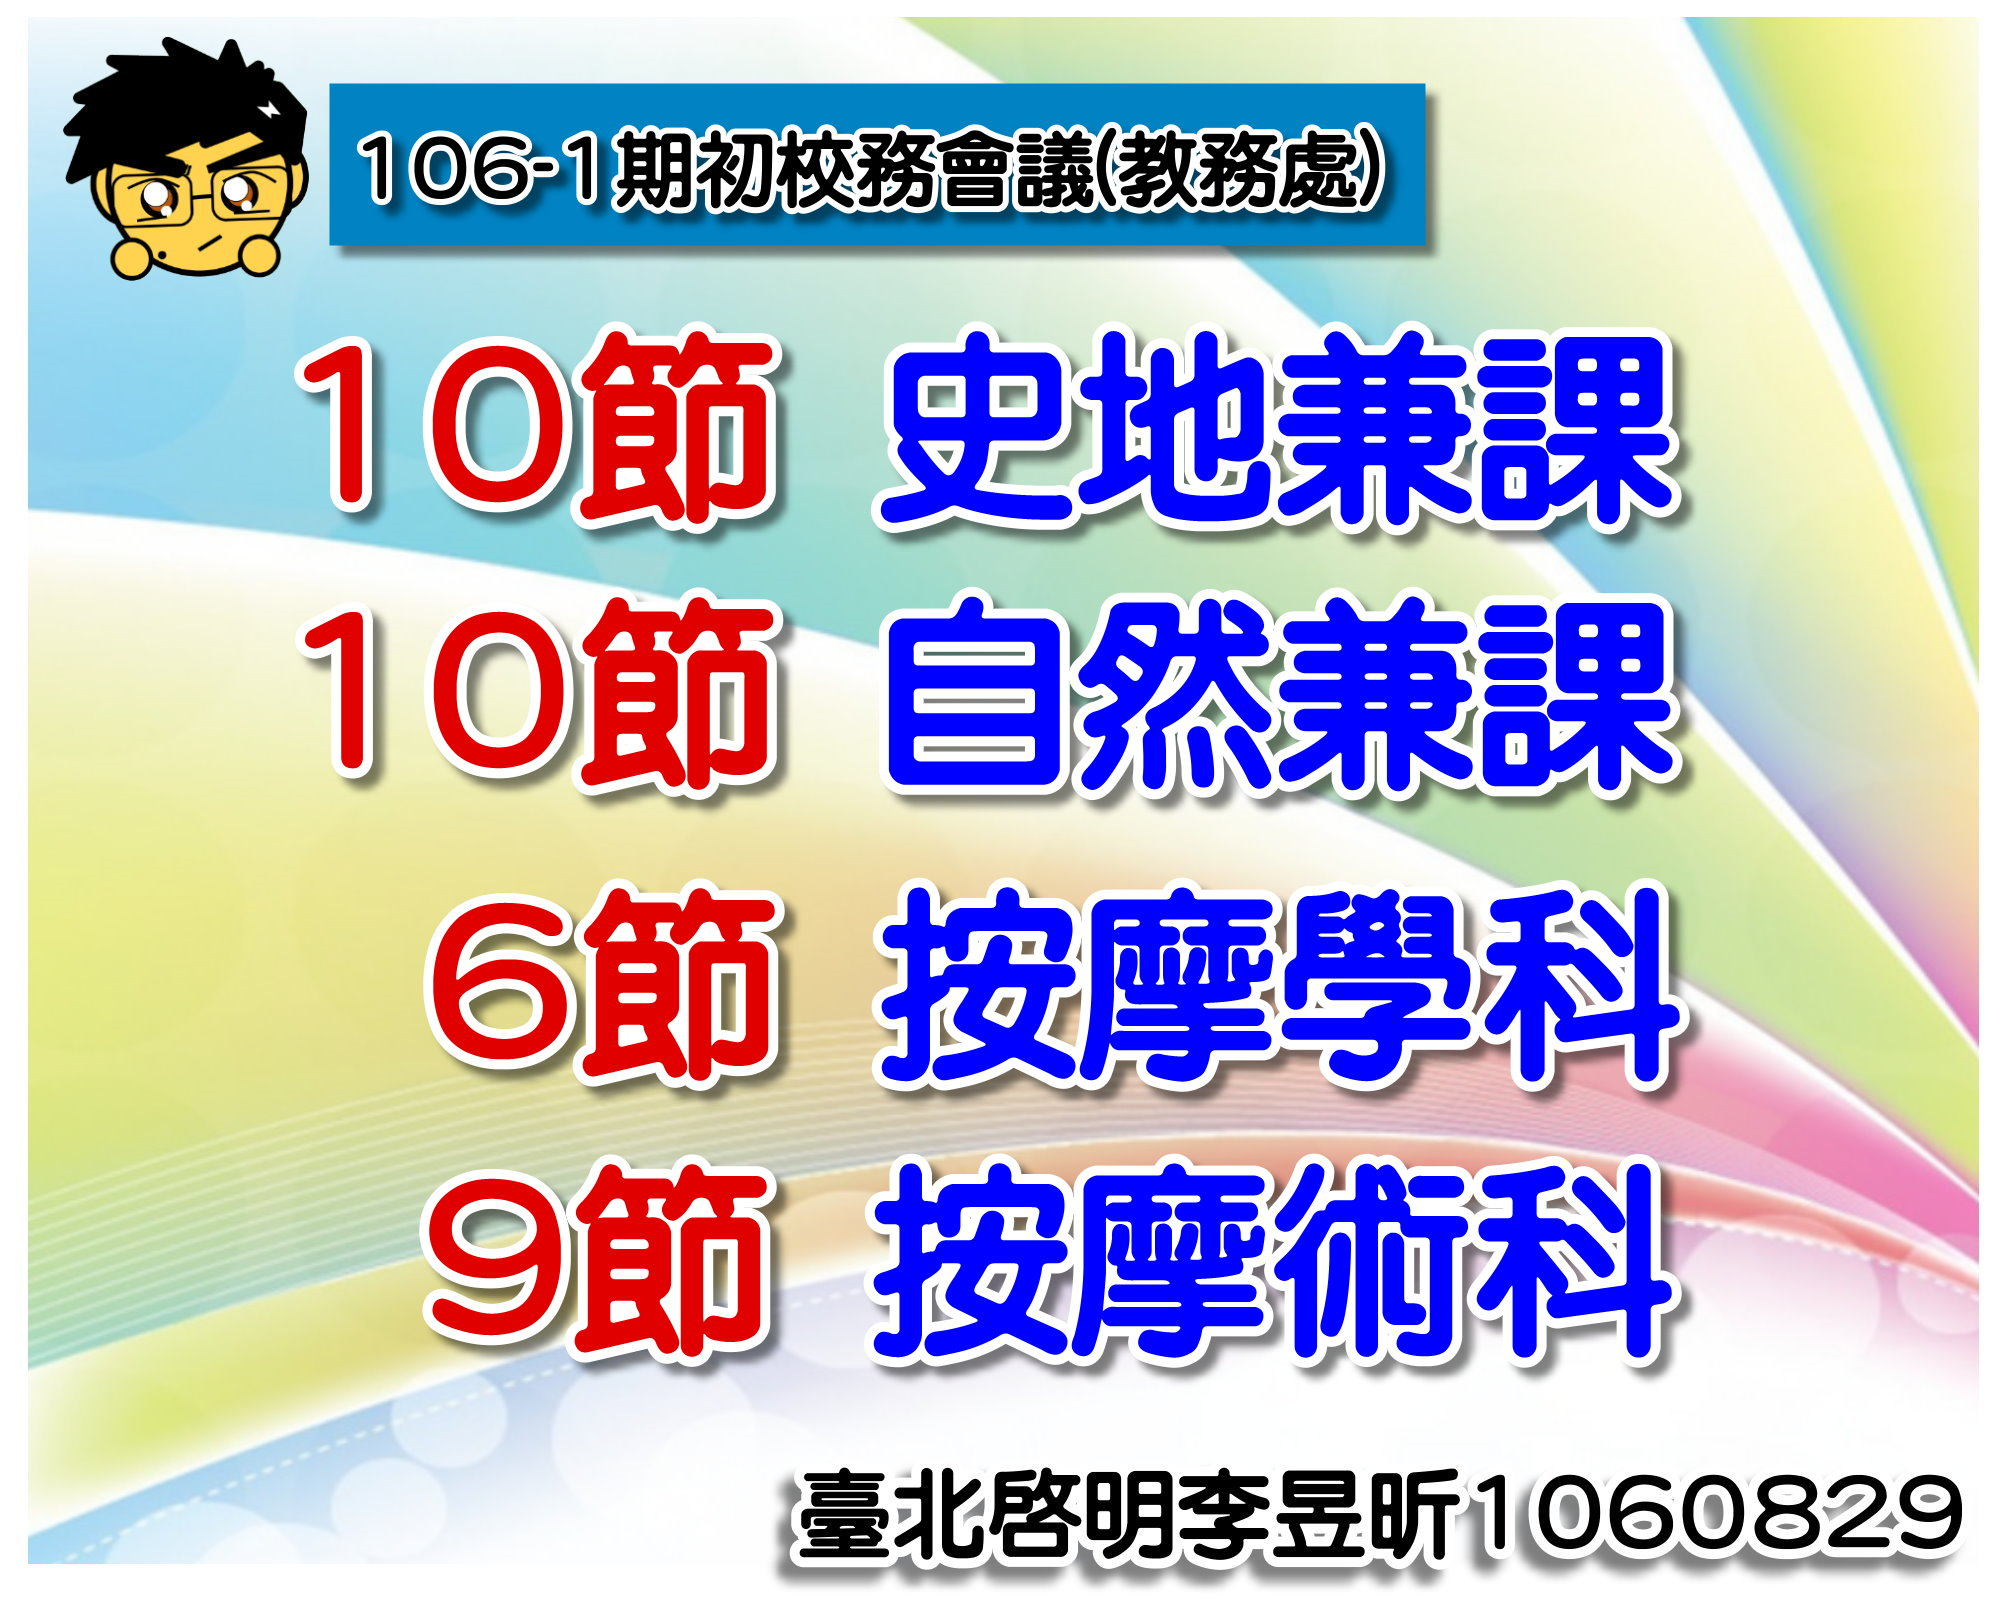 106-1期初校務會議(教務處)
10節 史地兼課
10節 自然兼課
6節 按摩學科
9節 按摩術科
臺北啓明李昱昕1060829